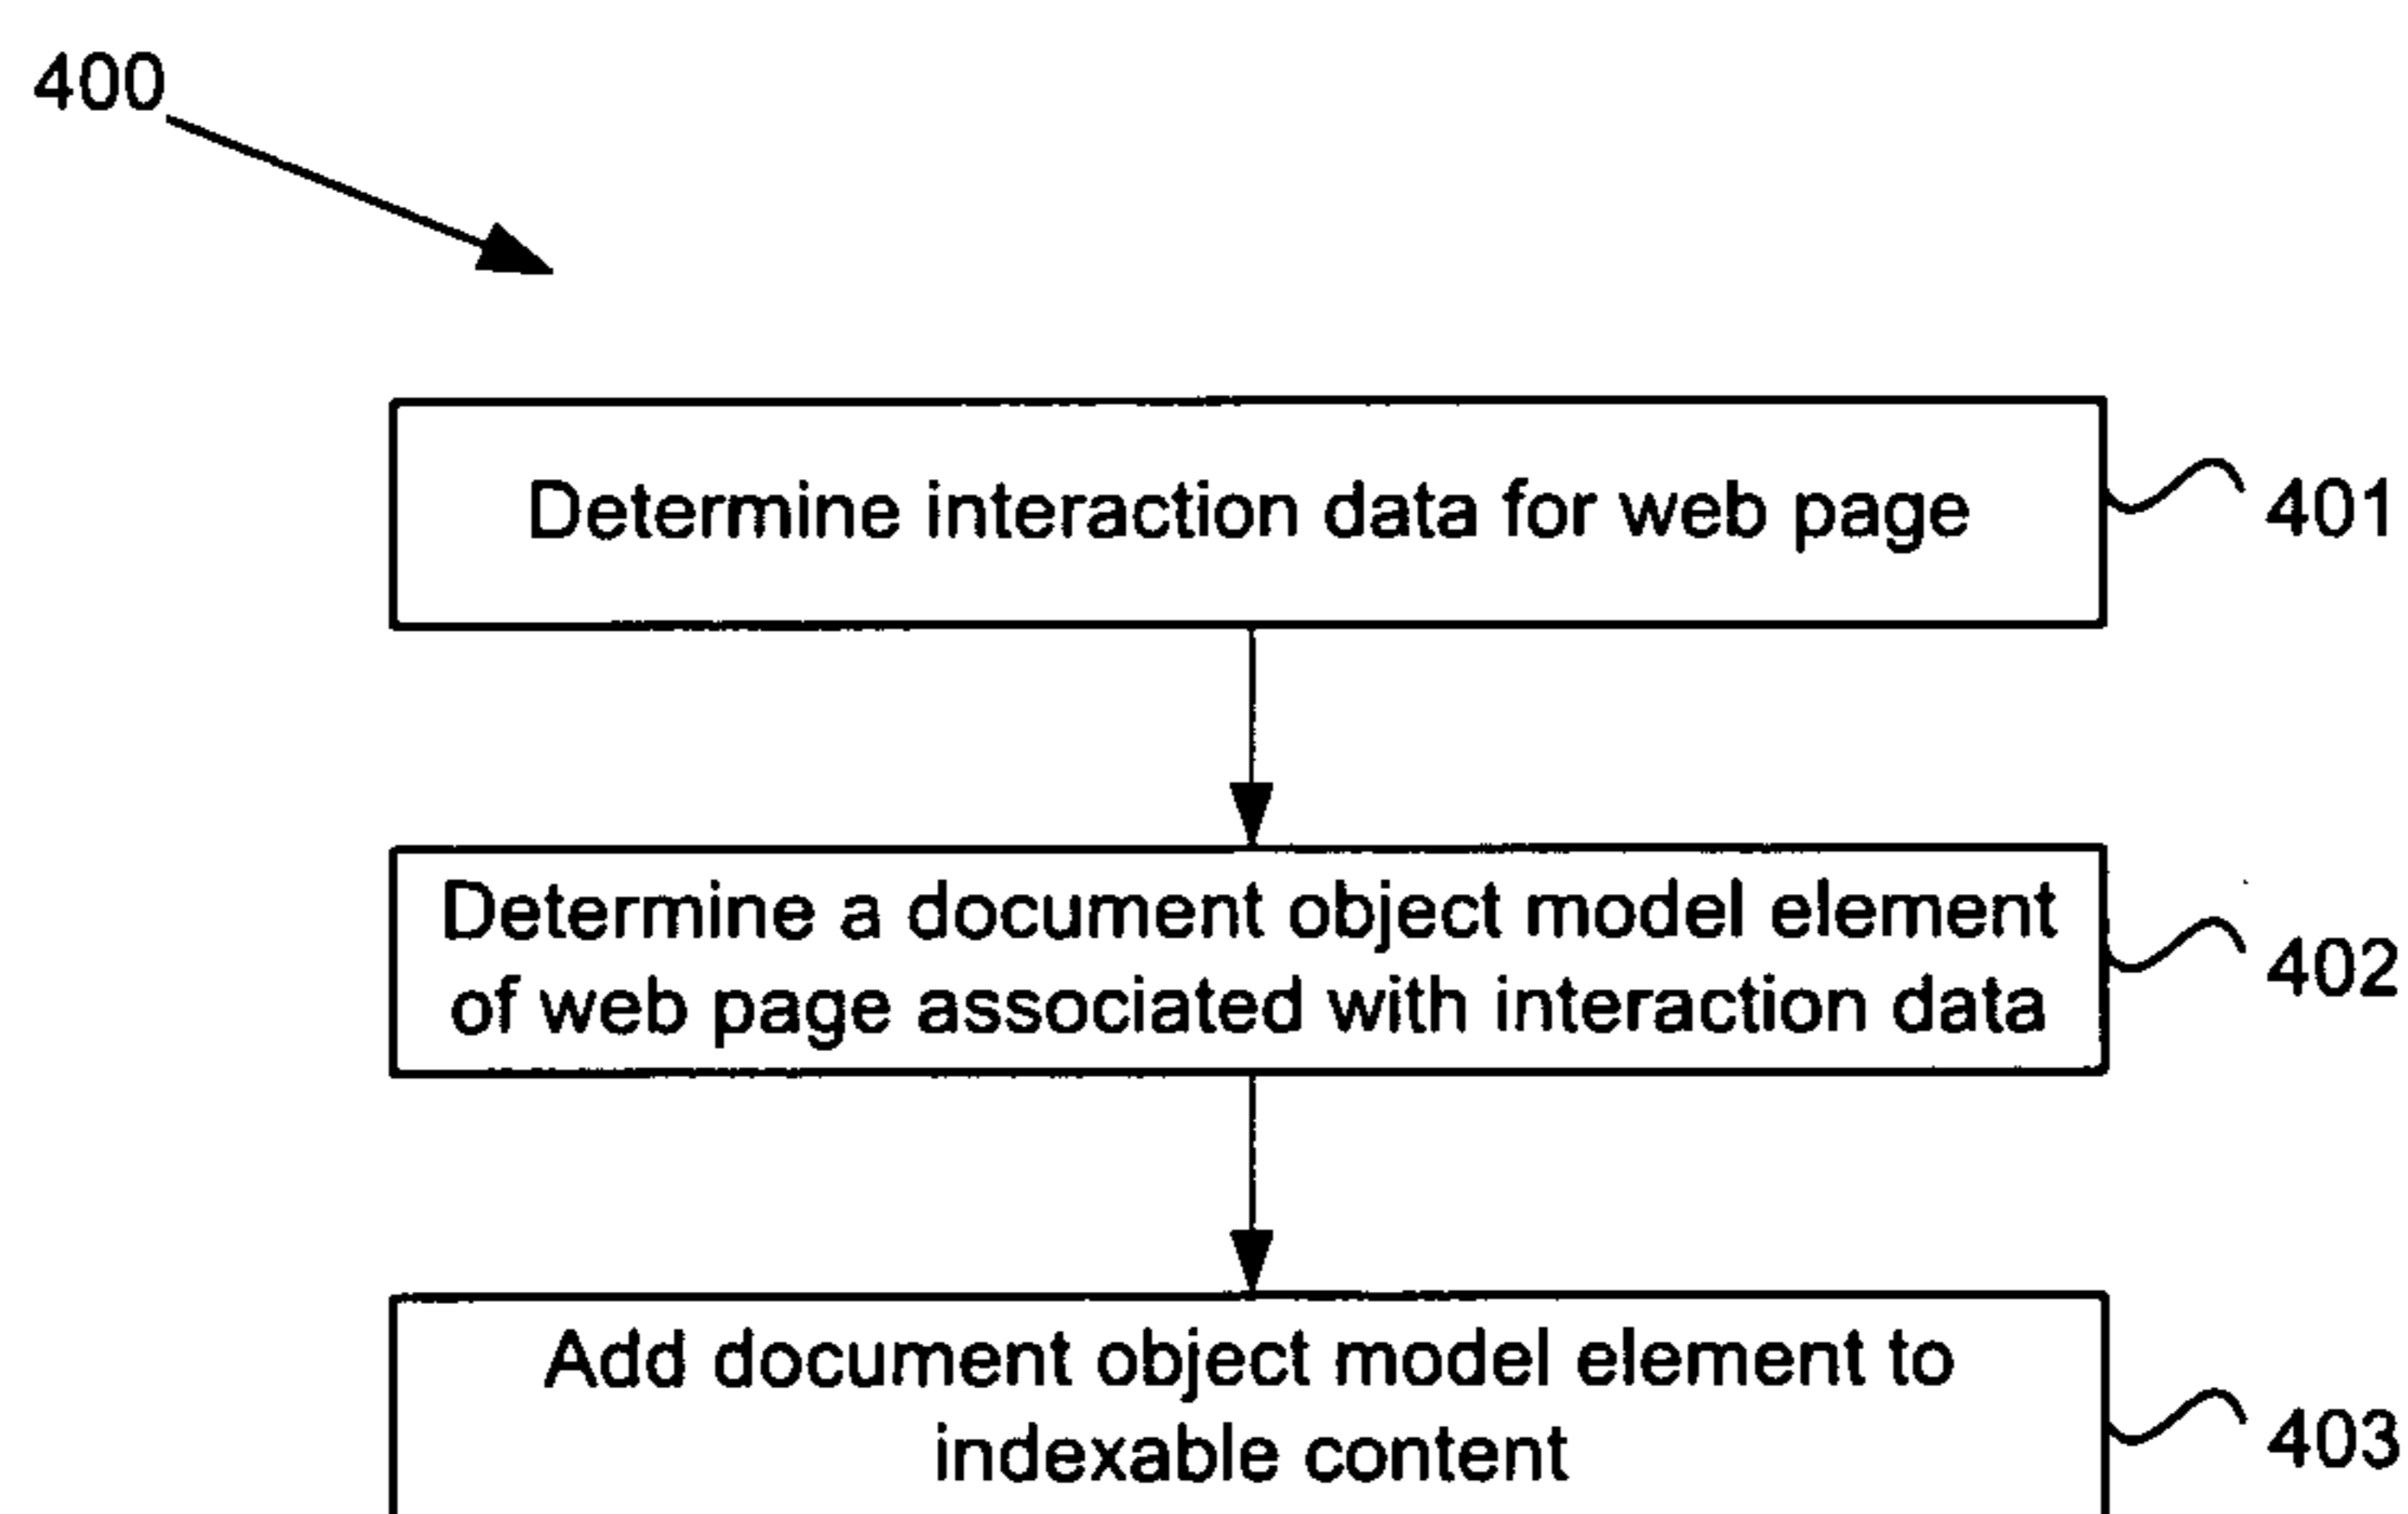 400
Determine interaction data for web page
401
Determine a document object model element
of web page associated with interaction data
402
Add document object model element to
indexable content
403